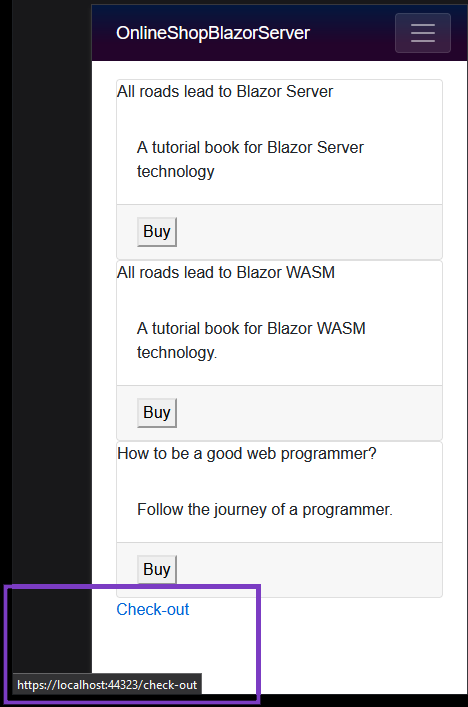 OnlineShopBlazorServer
All roads lead to Blazor Server
A tutorial book for Blazor Server
technology
Buy
All roads lead to Blazor WASM
A tutorial book for Blazor WASM
technology.
Buy
How to be a good web programmer?
Follow the journey of a programmer.
Buy
Check-out
https://localhost:44323/check-out